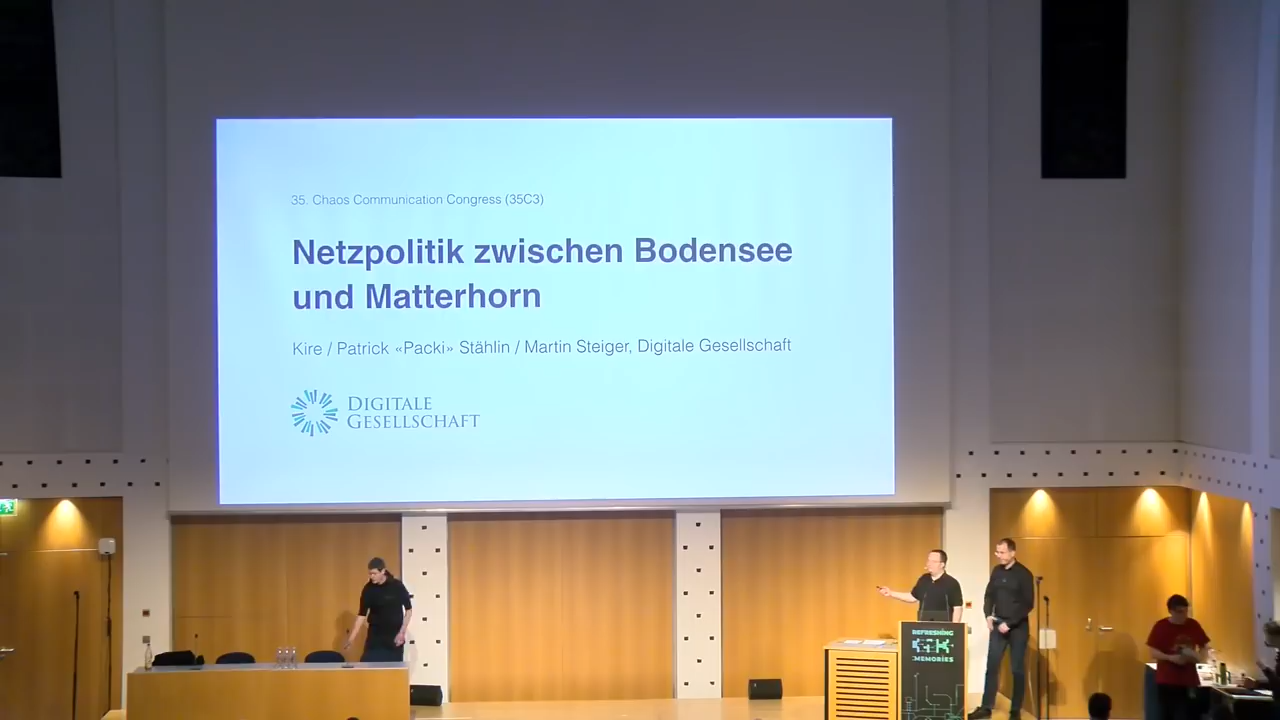 35. Chaos Communication Congress (35C3)
Netzpolitik zwischen Bodensee
und Matterhorn
Kire / Patrick «Packi» Stählin / Martin Steiger, Digitale Gesellschaft
DIGITALE
GESELLSCHAFT
REFRESHING
MEMORIES